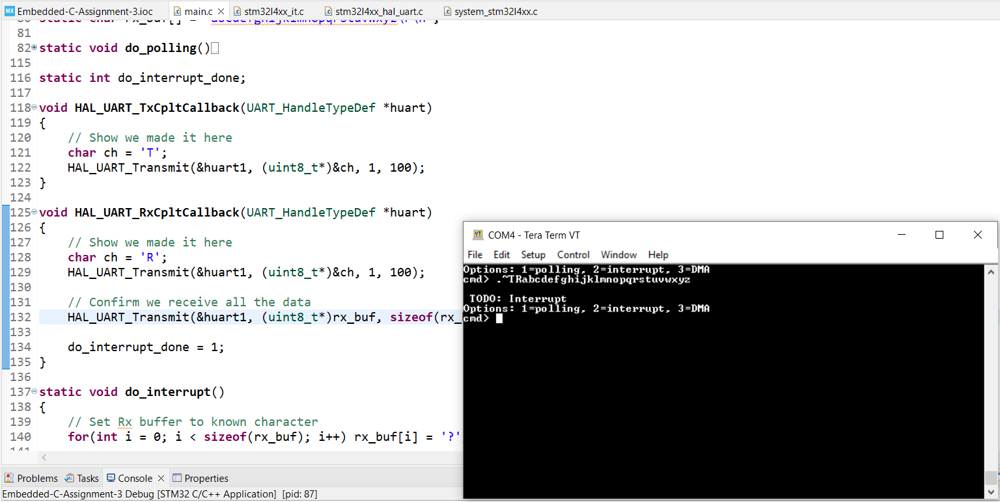 MX Embedded-C-Assignment-3.ioc main.c stm32l4xx_it.c stm32l4xx_hal_uart.c system_stm32l4xx.c
80 static char rx_buf[] = "abcdefghijklmnopqrstuvwxyz\r\n";
81
82 static void do_polling()
115
116 static int do_interrupt_done;
117
118 void HAL_UART_TxCpltCallback(UART_HandleTypeDef *huart)
119 {
120 // Show we made it here
121 char ch = 'T';
122 HAL_UART_Transmit(&huart1, (uint8_t*)&ch, 1, 100);
123 }
124
125 void HAL_UART_RxCpltCallback(UART_HandleTypeDef *huart)
126 {
127 // Show we made it here
128 char ch = 'R';
129 HAL_UART_Transmit(&huart1, (uint8_t*)&ch, 1, 100);
130
131 // Confirm we receive all the data
132 HAL_UART_Transmit(&huart1, (uint8_t*)rx_buf, sizeof(rx_
133
134 do_interrupt_done = 1;
135 }
136
137 static void do_interrupt()
138 {
139 // Set Rx buffer to known character
140 for(int i = 0; i < sizeof(rx_buf); i++) rx_buf[i] = '?'
141
VT COM4 - Tera Term VT
File Edit Setup Control Window Help
Options: 1=polling, 2=interrupt, 3=DMA
cmd> .~TRabcdefghijklmnopqrstuvwxyz
TODO: Interrupt
Options: 1=polling, 2=interrupt, 3=DMA
cmd>
Problems Tasks Console Properties
Embedded-C-Assignment-3 Debug [STM32 C/C++ Application] [pid: 87]